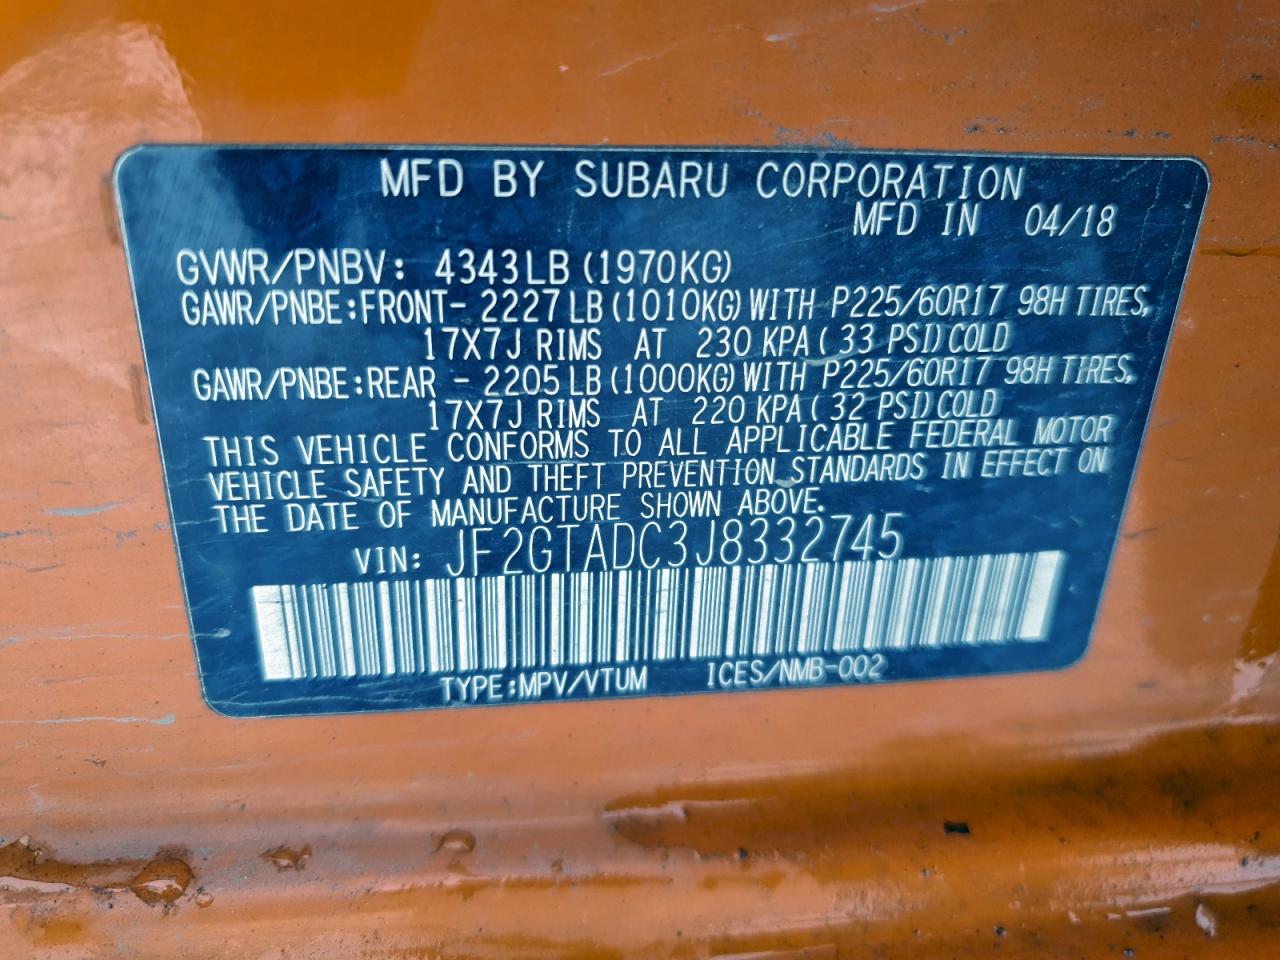 MFD BY SUBARU CORPORATION
MFD IN 04/18
GVWR/PNBV: 4343LB (1970KG)
GAWR/PNBE:FRONT- 2227 LB (1010KG) WITH P225/60R17 98H TIRES,
17X7J RIMS AT 230 KPA ( 33 PSI) COLD
GAWR/PNBE:REAR - 2205 LB (1000KG) WITH P225/60R17 98H TIRES,
17X7J RIMS AT 220 KPA ( 32 PSI) COLD
THIS VEHICLE CONFORMS TO ALL APPLICABLE FEDERAL MOTOR
VEHICLE SAFETY AND THEFT PREVENTION STANDARDS IN EFFECT ON
THE DATE OF MANUFACTURE SHOWN ABOVE.
VIN: JF2GTADC3J8332745
TYPE:MPV/VTUM ICES/NMB-002